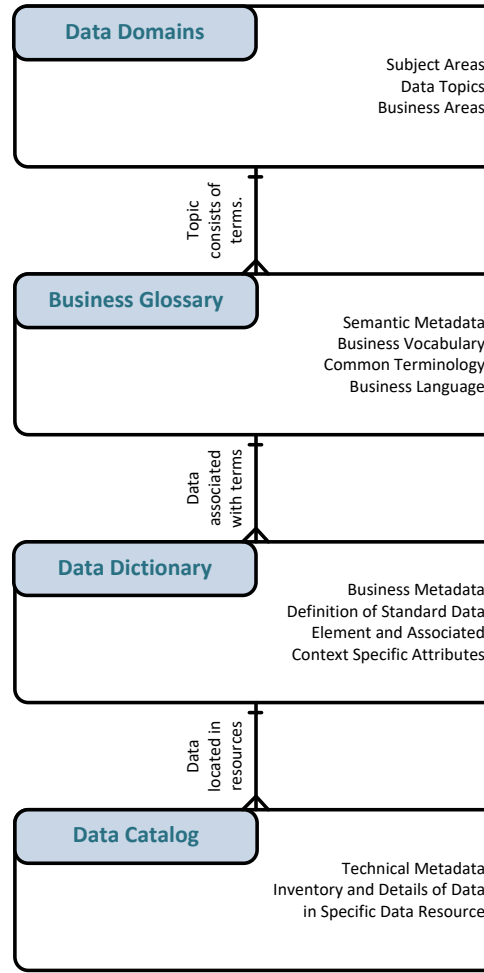 Data Domains
Subject Areas
Data Topics
Business Areas
Topic
consists of
terms.
Business Glossary
Semantic Metadata
Business Vocabulary
Common Terminology
Business Language
Data
associated
with terms
Data Dictionary
Business Metadata
Definition of Standard Data
Element and Associated
Context Specific Attributes
Data
located in
resources
Data Catalog
Technical Metadata
Inventory and Details of Data
in Specific Data Resource